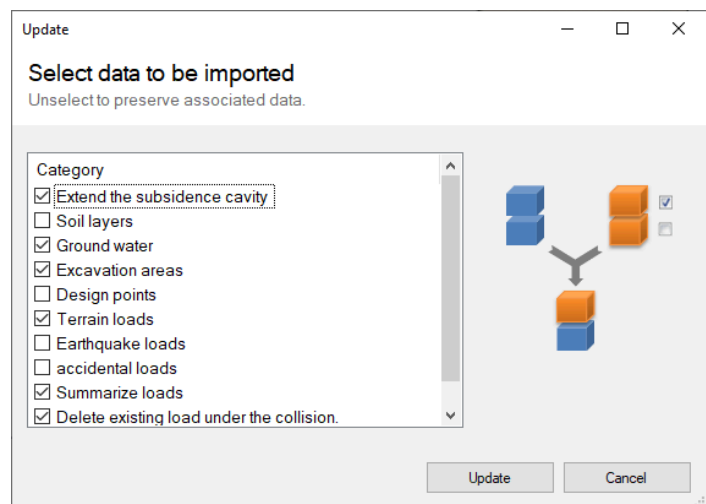 Update
Select data to be imported
Unselect to preserve associated data.
Category
Extend the subsidence cavity
Soil layers
Ground water
Excavation areas
Design points
Terrain loads
Earthquake loads
accidental loads
Summarize loads
Delete existing load under the collision.
Update
Cancel